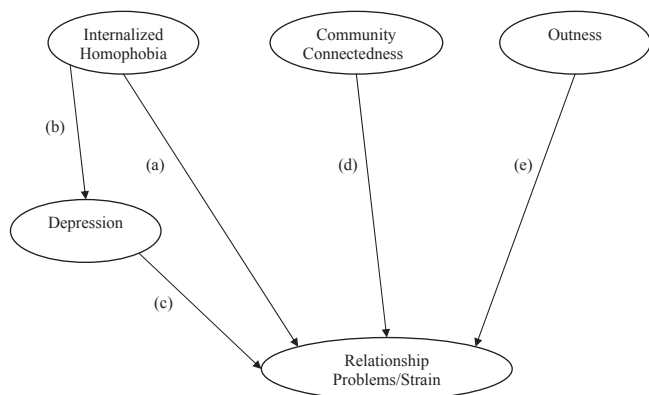 Internalized
Homophobia
Community
Connectedness
Outness
(b)
(a)
(d)
(e)
Depression
(c)
Relationship
Problems/Strain